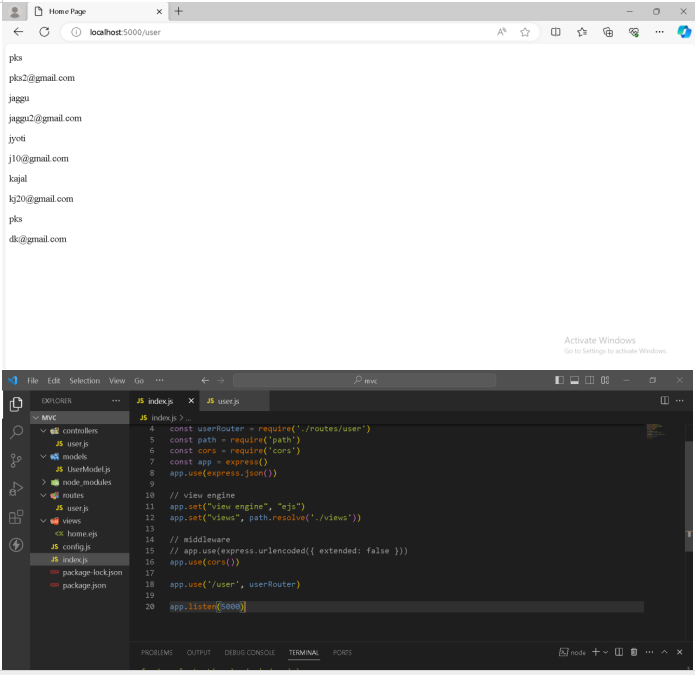 Home Page
localhost:5000/user
pks
pks2@gmail.com
jaggu
jaggu2@gmail.com
jyoti
j10@gmail.com
kajal
kj20@gmail.com
pks
dk@gmail.com
Activate Windows
Go to Settings to activate Windows.
File Edit Selection View Go ··· mvc
EXPLORER ··· JS index.js JS user.js
MVC JS index.js > ...
controllers
JS user.js
models
JS UserModel.js
node_modules
routes
JS user.js
views
<% home.ejs
JS config.js
JS index.js
package-lock.json
package.json
4 const userRouter = require('./routes/user')
5 const path = require('path')
6 const cors = require('cors')
7 const app = express()
8 app.use(express.json())
9
10 // view engine
11 app.set("view engine", "ejs")
12 app.set("views", path.resolve('./views'))
13
14 // middleware
15 // app.use(express.urlencoded({ extended: false }))
16 app.use(cors())
17
18 app.use('/user', userRouter)
19
20 app.listen(5000)
PROBLEMS OUTPUT DEBUG CONSOLE TERMINAL PORTS node